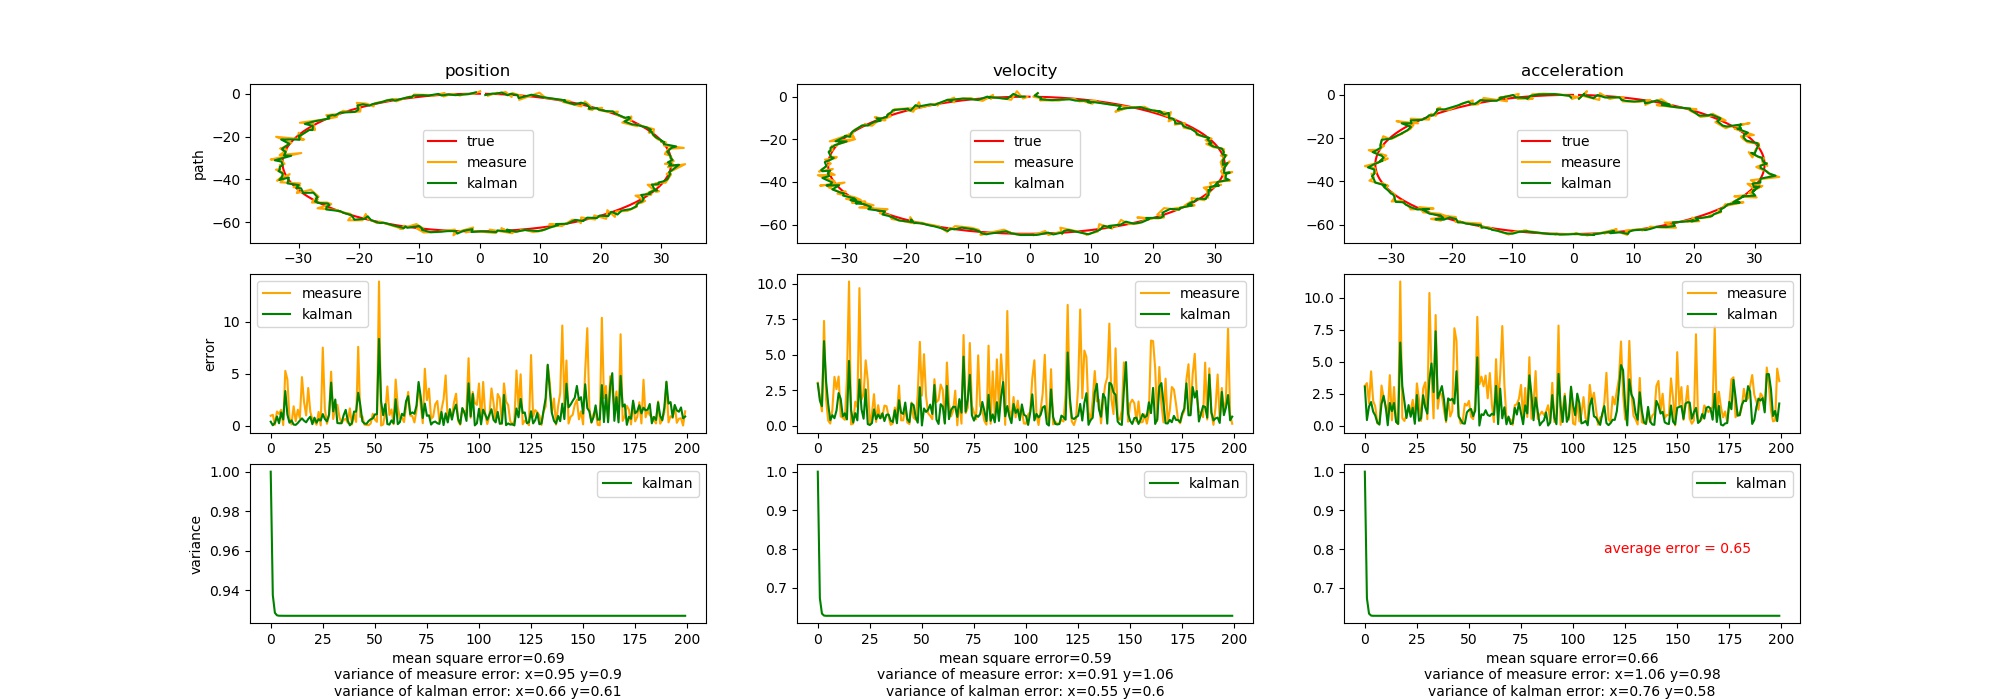 position
velocity
acceleration
path
0
−20
−40
−60
true
measure
kalman
−30
−20
−10
0
10
20
30
0
−20
−40
−60
true
measure
kalman
−30
−20
−10
0
10
20
30
0
−20
−40
−60
true
measure
kalman
−30
−20
−10
0
10
20
30
error
10
5
0
measure
kalman
0 25 50 75 100 125 150 175 200
10.0
7.5
5.0
2.5
0.0
measure
kalman
0 25 50 75 100 125 150 175 200
10.0
7.5
5.0
2.5
0.0
measure
kalman
0 25 50 75 100 125 150 175 200
variance
1.00
0.98
0.96
0.94
kalman
0 25 50 75 100 125 150 175 200
mean square error=0.69
variance of measure error: x=0.95 y=0.9
variance of kalman error: x=0.66 y=0.61
1.0
0.9
0.8
0.7
kalman
0 25 50 75 100 125 150 175 200
mean square error=0.59
variance of measure error: x=0.91 y=1.06
variance of kalman error: x=0.55 y=0.6
1.0
0.9
0.8
0.7
kalman
average error = 0.65
0 25 50 75 100 125 150 175 200
mean square error=0.66
variance of measure error: x=1.06 y=0.98
variance of kalman error: x=0.76 y=0.58